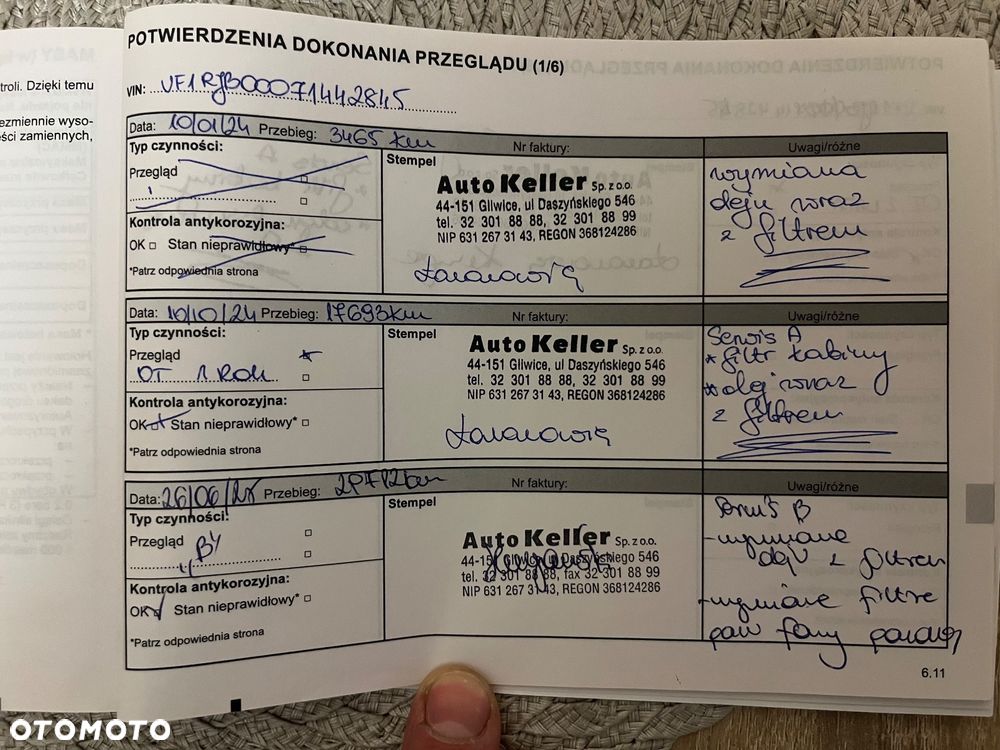 troli. Dzięki temu
ezmiennie wyso-
ści zamiennych,
POTWIERDZENIA DOKONANIA PRZEGLĄDU (1/6)
VIN: VF1RJB00071442845
Data: 10/01/24 Przebieg: 3465 km Nr faktury: Uwagi/różne
Typ czynności:
Przegląd
Kontrola antykorozyjna:
OK Stan nieprawidłowy*
*Patrz odpowiednia strona
Stempel
Auto Keller Sp. z o.o.
44-151 Gliwice, ul Daszyńskiego 546
tel. 32 301 88 88, 32 301 88 99
NIP 631 267 31 43, REGON 368124286
wymiana
oleju wraz
z filtrem
Data: 10/10/24 Przebieg: 17693km Nr faktury: Uwagi/różne
Typ czynności:
Przegląd
OT 1 ROK
Kontrola antykorozyjna:
OK Stan nieprawidłowy*
*Patrz odpowiednia strona
Stempel
Auto Keller Sp. z o.o.
44-151 Gliwice, ul Daszyńskiego 546
tel. 32 301 88 88, 32 301 88 99
NIP 631 267 31 43, REGON 368124286
Serwis A
* filtr kabiny
* olej wraz
z filtrem
Data: 26/06/25 Przebieg: Nr faktury: Uwagi/różne
Typ czynności:
Przegląd
Kontrola antykorozyjna:
OK Stan nieprawidłowy*
*Patrz odpowiednia strona
Stempel
Auto Keller Sp. z o.o.
44-151 Gliwice, ul Daszyńskiego 546
tel. 32 301 88 88, fax 32 301 88 99
NIP 631 267 31 43, REGON 368124286
Serwis B
- wymiana
oleju z filtrem
- wymiana filtra
6.11
OTOMOTO